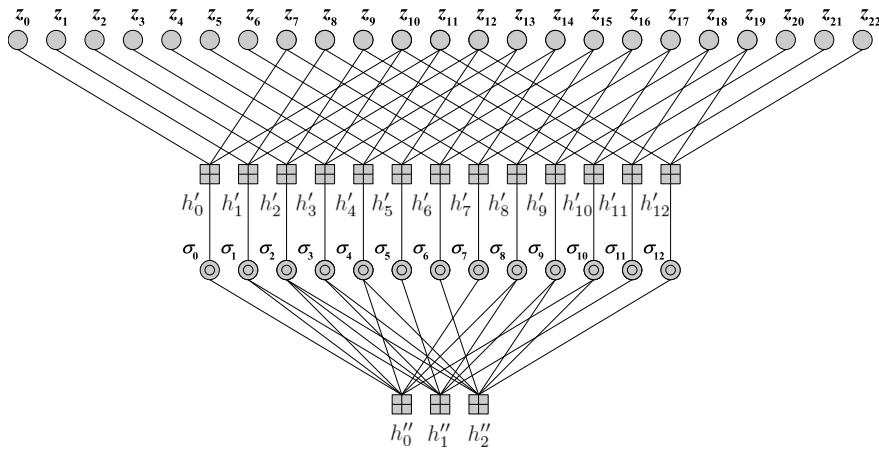 z₀ z₁ z₂ z₃ z₄ z₅ z₆ z₇ z₈ z₉ z₁₀ z₁₁ z₁₂ z₁₃ z₁₄ z₁₅ z₁₆ z₁₇ z₁₈ z₁₉ z₂₀ z₂₁ z₂₂
h′₀ h′₁ h′₂ h′₃ h′₄ h′₅ h′₆ h′₇ h′₈ h′₉ h′₁₀ h′₁₁ h′₁₂
σ₀ σ₁ σ₂ σ₃ σ₄ σ₅ σ₆ σ₇ σ₈ σ₉ σ₁₀ σ₁₁ σ₁₂
h″₀ h″₁ h″₂